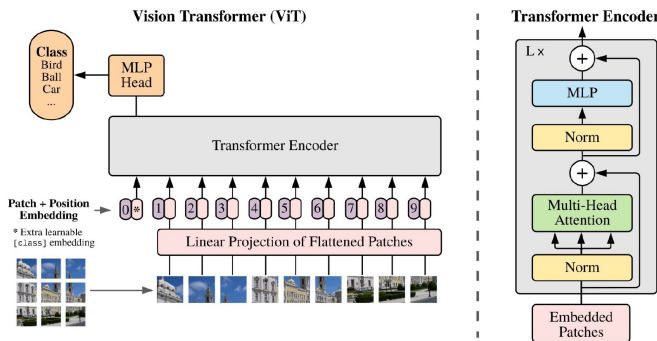 Vision Transformer (ViT)
Class
Bird
Ball
Car
...
MLP
Head
Transformer Encoder
Patch + Position
Embedding
* Extra learnable
[class] embedding
0 * 1 2 3 4 5 6 7 8 9
Linear Projection of Flattened Patches
Transformer Encoder
L ×
+
MLP
Norm
+
Multi-Head
Attention
Norm
Embedded
Patches